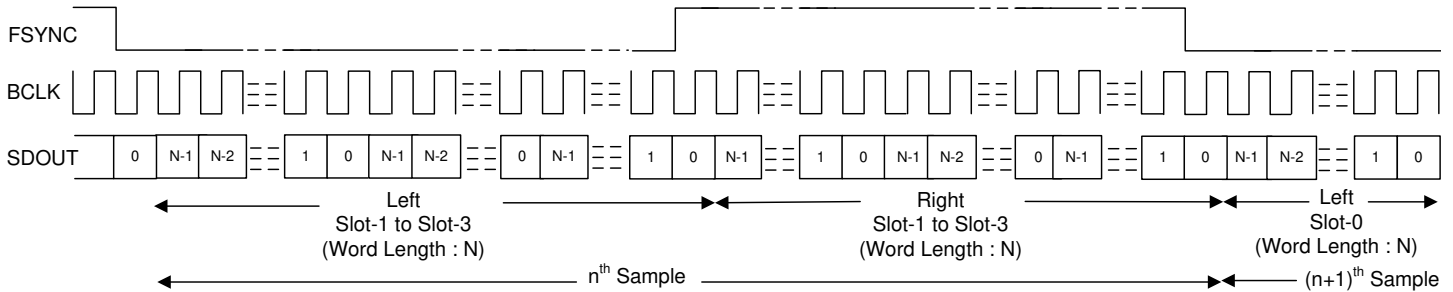 FSYNC
BCLK
SDOUT 0 N-1 N-2 1 0 N-1 N-2 0 N-1 1 0 N-1 1 0 N-1 N-2 0 N-1 1 0 N-1 N-2 1 0
Left Right Left
Slot-1 to Slot-3 Slot-1 to Slot-3 Slot-0
(Word Length : N) (Word Length : N) (Word Length : N)
nth Sample (n+1)th Sample